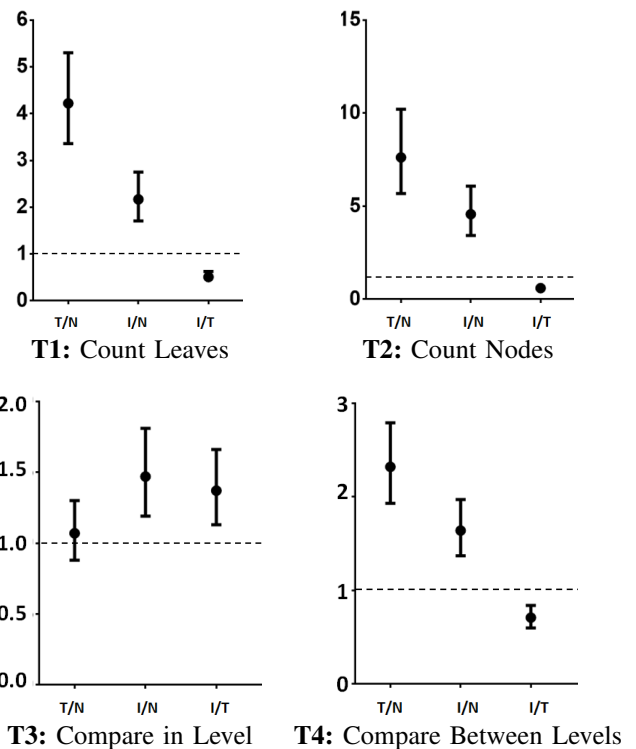 6
5
4
3
2
1
0
T/N I/N I/T
T1: Count Leaves
15
10
5
0
T/N I/N I/T
T2: Count Nodes
2.0
1.5
1.0
0.5
0.0
T/N I/N I/T
T3: Compare in Level
3
2
1
0
T/N I/N I/T
T4: Compare Between Levels